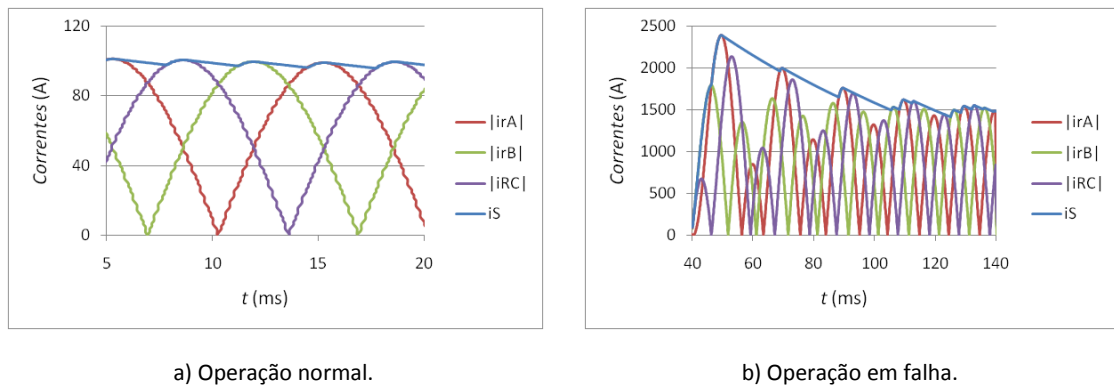 120
80
40
0
Correntes (A)
5
10
15
20
t (ms)
|irA|
|irB|
|iRC|
iS
2500
2000
1500
1000
500
0
Correntes (A)
40
60
80
100
120
140
t (ms)
|irA|
|irB|
|iRC|
iS
a) Operação normal.
b) Operação em falha.